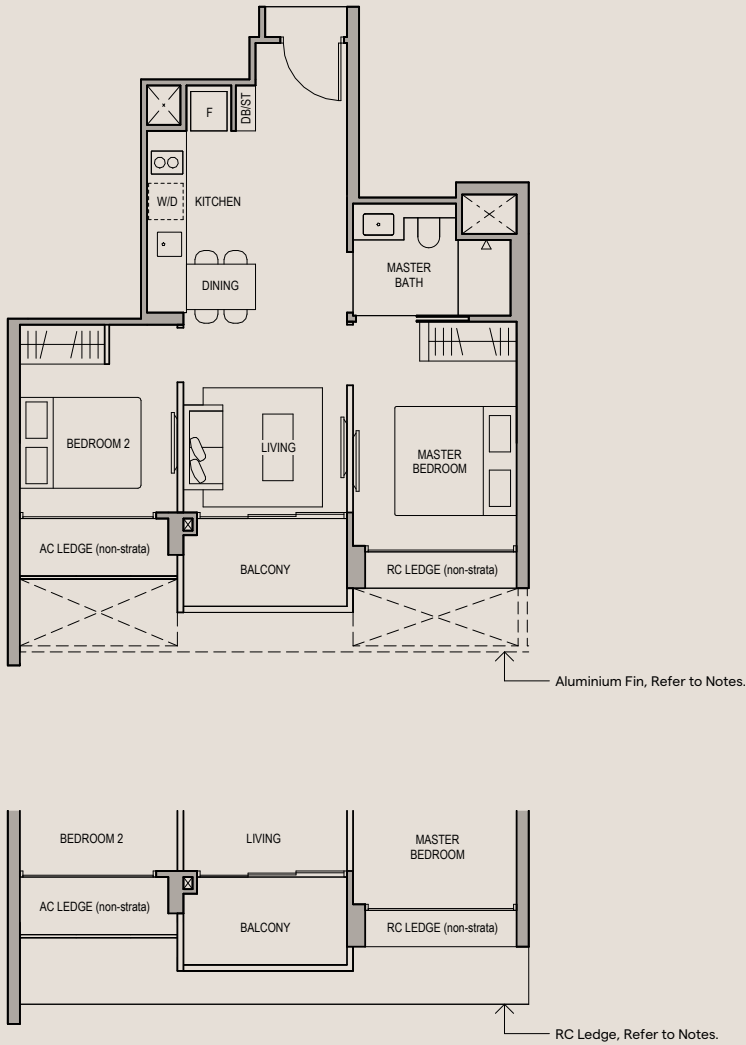 F
DB/ST
W/D
KITCHEN
DINING
MASTER
BATH
BEDROOM 2
LIVING
MASTER
BEDROOM
AC LEDGE (non-strata)
BALCONY
RC LEDGE (non-strata)
Aluminium Fin, Refer to Notes.
BEDROOM 2
LIVING
MASTER
BEDROOM
AC LEDGE (non-strata)
BALCONY
RC LEDGE (non-strata)
RC Ledge, Refer to Notes.